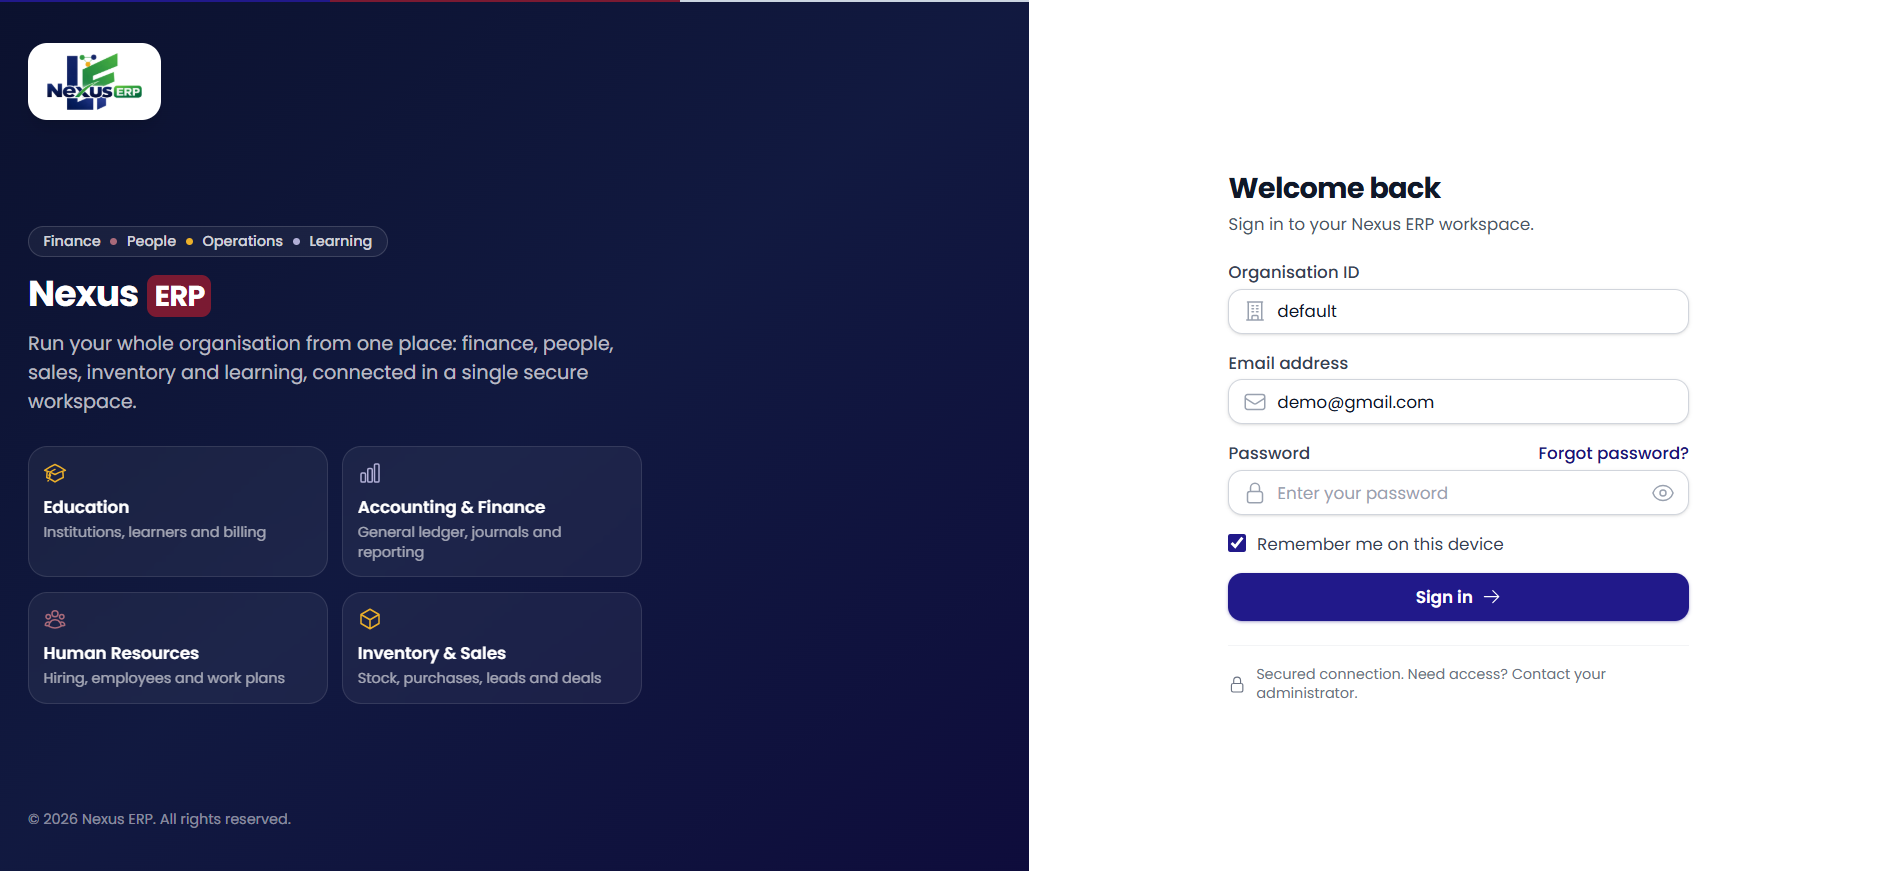 Nexus ERP
Finance • People • Operations • Learning
Nexus ERP
Run your whole organisation from one place: finance, people,
sales, inventory and learning, connected in a single secure
workspace.
Education
Institutions, learners and billing
Accounting & Finance
General ledger, journals and
reporting
Human Resources
Hiring, employees and work plans
Inventory & Sales
Stock, purchases, leads and deals
© 2026 Nexus ERP. All rights reserved.
Welcome back
Sign in to your Nexus ERP workspace.
Organisation ID
default
Email address
demo@gmail.com
Password Forgot password?
Enter your password
Remember me on this device
Sign in →
Secured connection. Need access? Contact your
administrator.